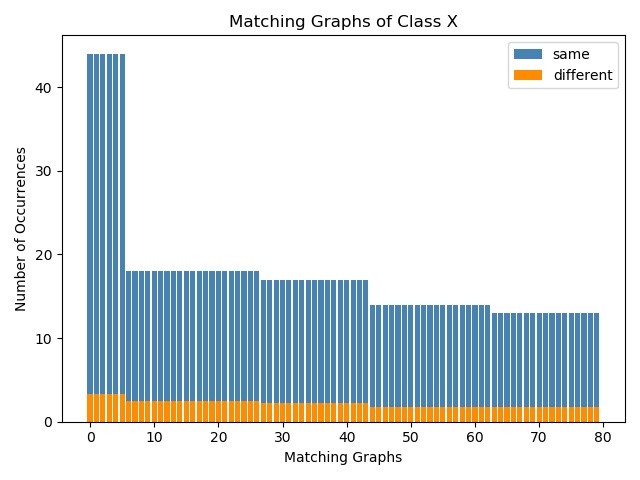 Matching Graphs of Class X
same
different
Number of Occurrences
40
30
20
10
0
0 10 20 30 40 50 60 70 80
Matching Graphs